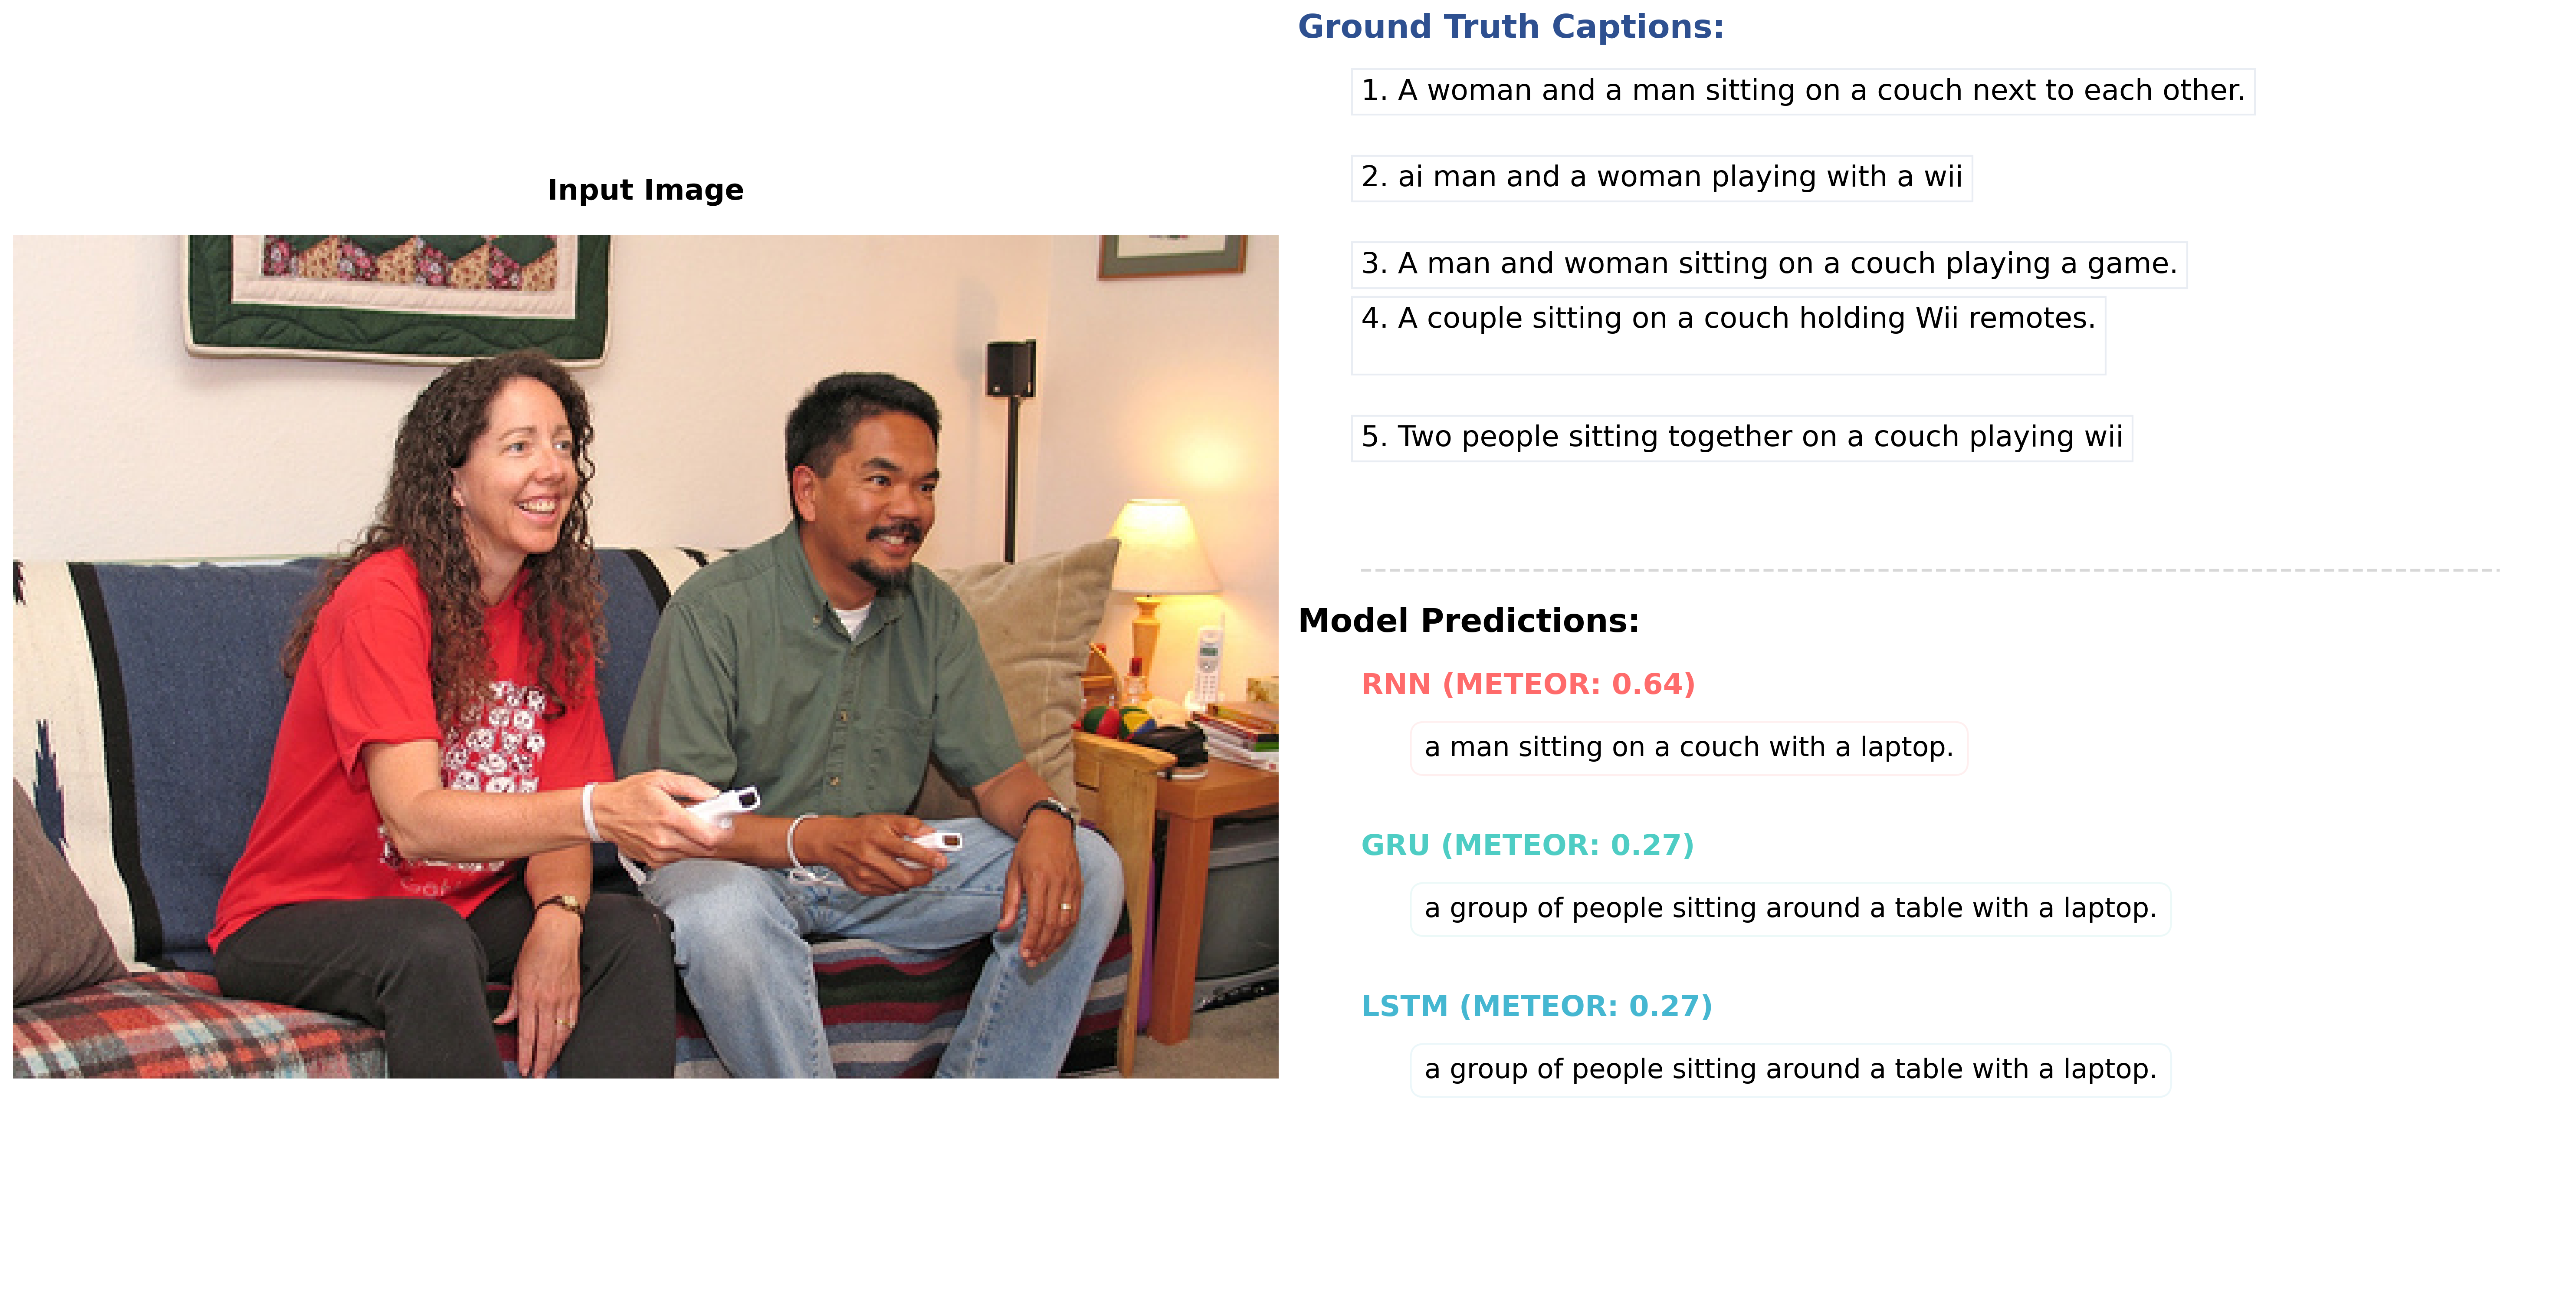 Input Image
Ground Truth Captions:
1. A woman and a man sitting on a couch next to each other.
2. ai man and a woman playing with a wii
3. A man and woman sitting on a couch playing a game.
4. A couple sitting on a couch holding Wii remotes.
5. Two people sitting together on a couch playing wii
Model Predictions:
RNN (METEOR: 0.64)
a man sitting on a couch with a laptop.
GRU (METEOR: 0.27)
a group of people sitting around a table with a laptop.
LSTM (METEOR: 0.27)
a group of people sitting around a table with a laptop.